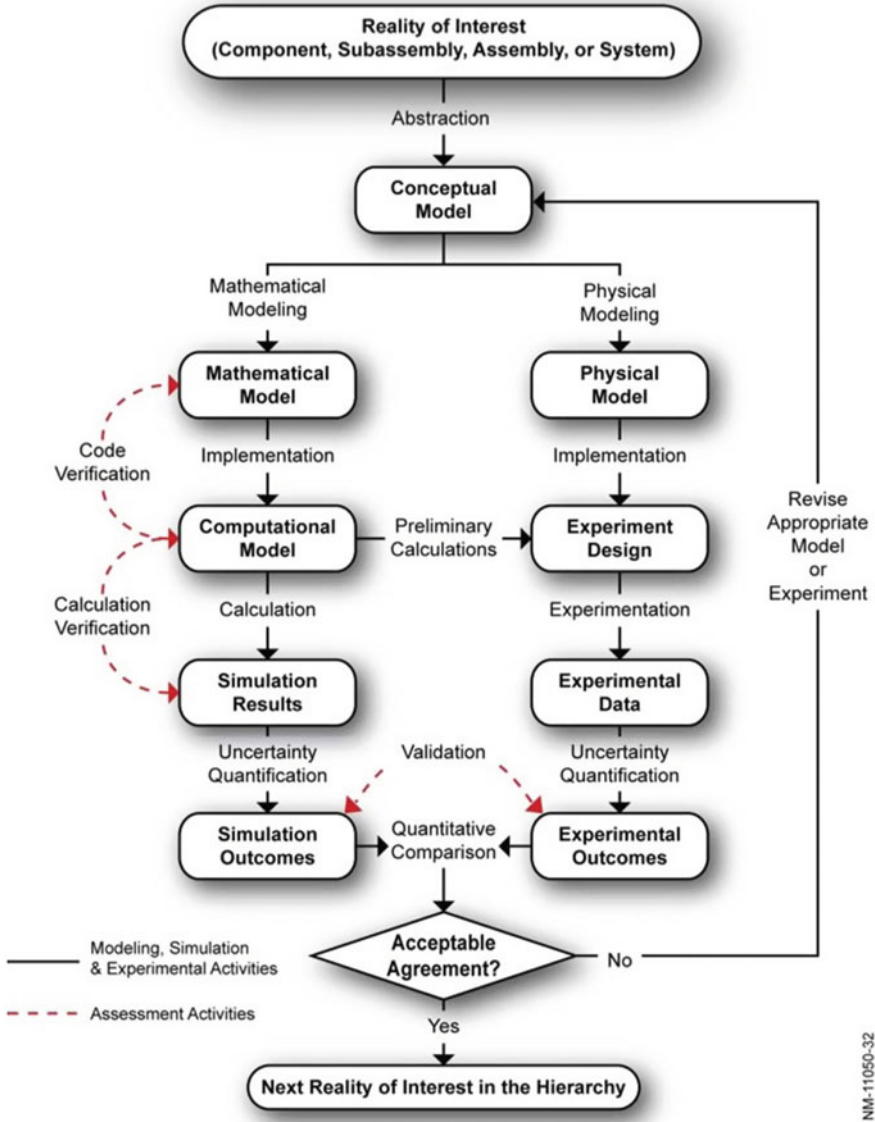 Reality of Interest
(Component, Subassembly, Assembly, or System)
Abstraction
Conceptual
Model
Mathematical
Modeling
Physical
Modeling
Mathematical
Model
Physical
Model
Code
Verification
Implementation
Implementation
Computational
Model
Preliminary
Calculations
Experiment
Design
Revise
Appropriate
Model
or
Experiment
Calculation
Verification
Calculation
Experimentation
Simulation
Results
Experimental
Data
Uncertainty
Quantification
Validation
Uncertainty
Quantification
Simulation
Outcomes
Quantitative
Comparison
Experimental
Outcomes
Modeling, Simulation
& Experimental Activities
Acceptable
Agreement?
No
Assessment Activities
Yes
Next Reality of Interest in the Hierarchy
NM-11050-32